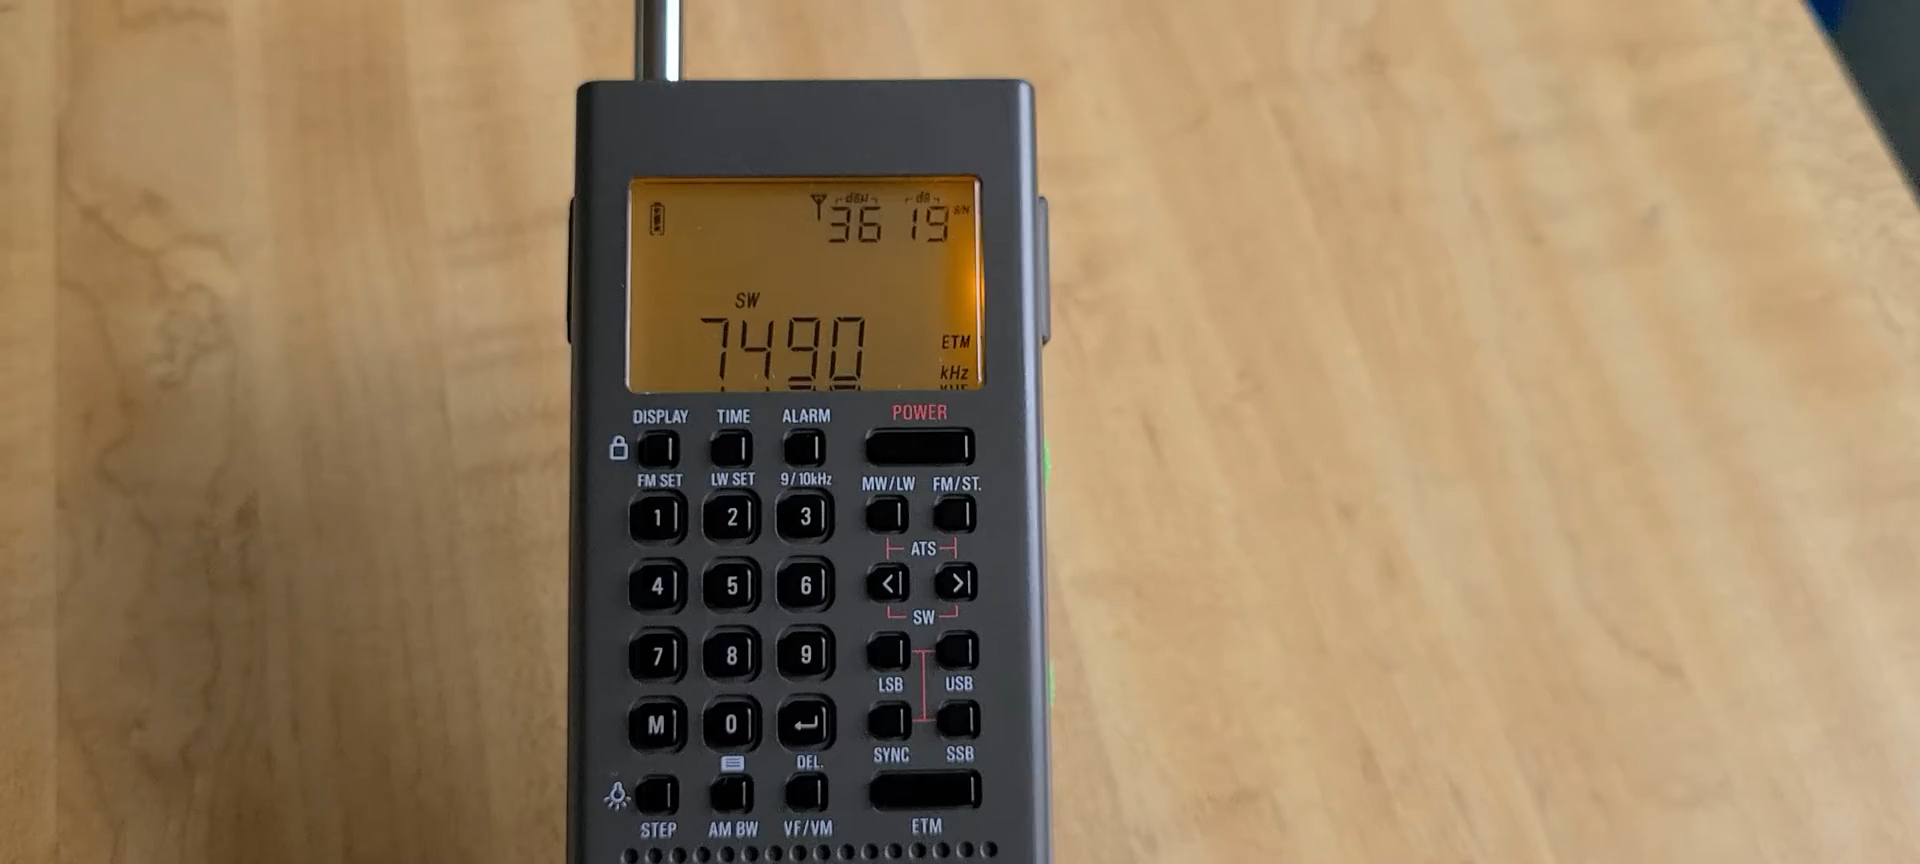 dBµ dB
36 19 S/N
SW
7490
ETM
kHz
DISPLAY TIME ALARM POWER
FM SET LW SET 9/10kHz MW/LW FM/ST.
1 2 3
ATS
4 5 6 < >
SW
7 8 9
LSB USB
M 0
DEL. SYNC SSB
STEP AM BW VF/VM ETM